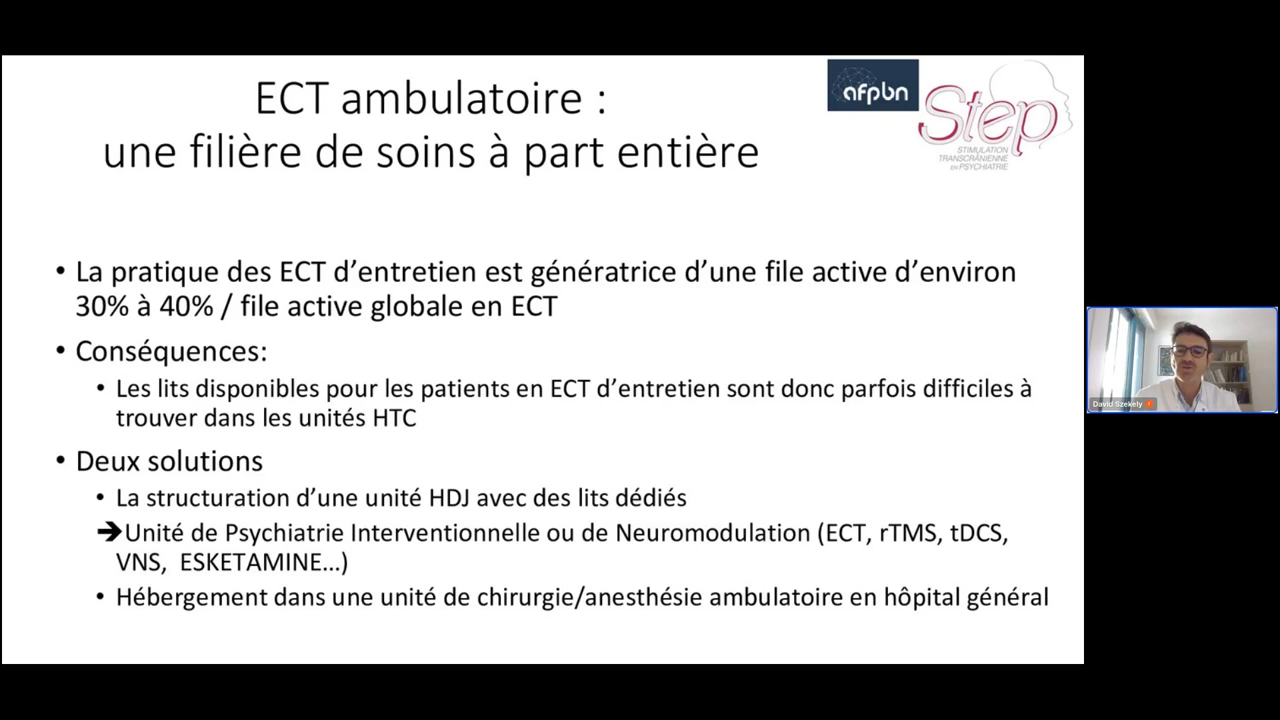 ECT ambulatoire :
une filière de soins à part entière
afpbn
Step
STIMULATION
TRANSCRÂNIENNE
EN PSYCHIATRIE
• La pratique des ECT d’entretien est génératrice d’une file active d’environ
30% à 40% / file active globale en ECT
• Conséquences:
• Les lits disponibles pour les patients en ECT d’entretien sont donc parfois difficiles à
trouver dans les unités HTC
• Deux solutions
• La structuration d’une unité HDJ avec des lits dédiés
➔Unité de Psychiatrie Interventionnelle ou de Neuromodulation (ECT, rTMS, tDCS,
VNS, ESKETAMINE...)
• Hébergement dans une unité de chirurgie/anesthésie ambulatoire en hôpital général
David Szekely